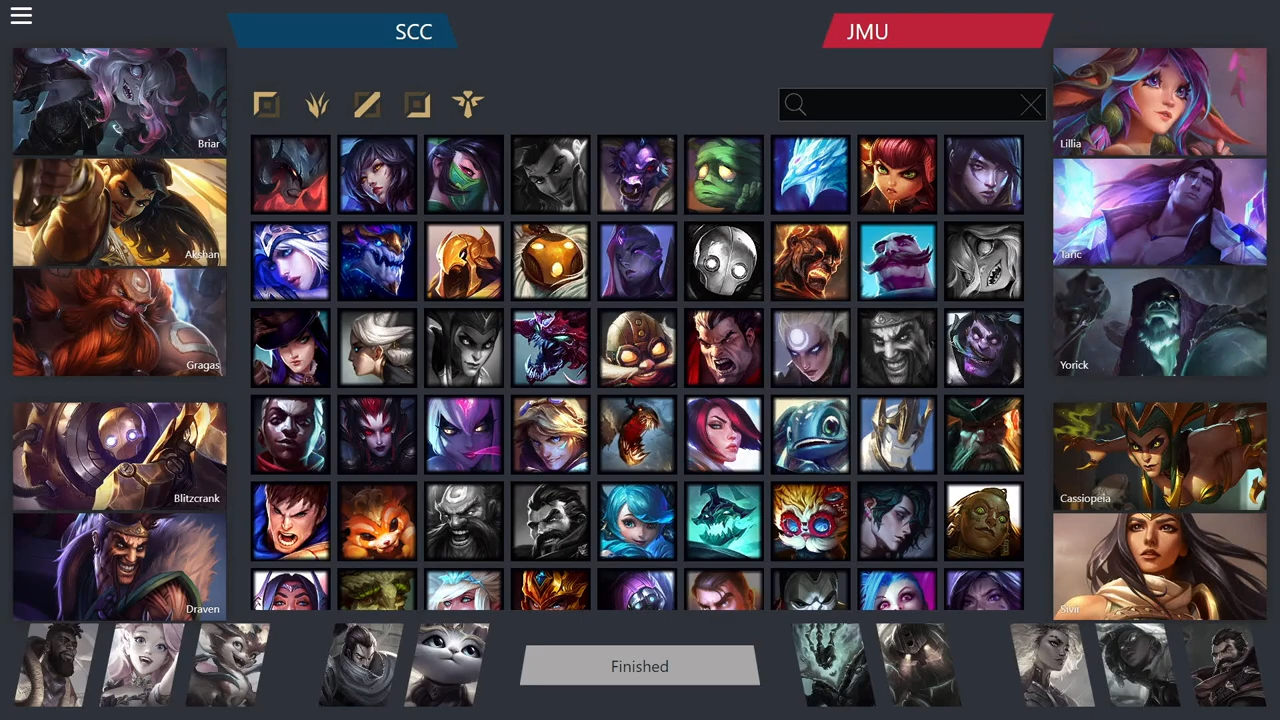 SCC
JMU
Briar
Akshan
Gragas
Blitzcrank
Draven
Lillia
Taric
Yorick
Cassiopeia
Sivir
Finished